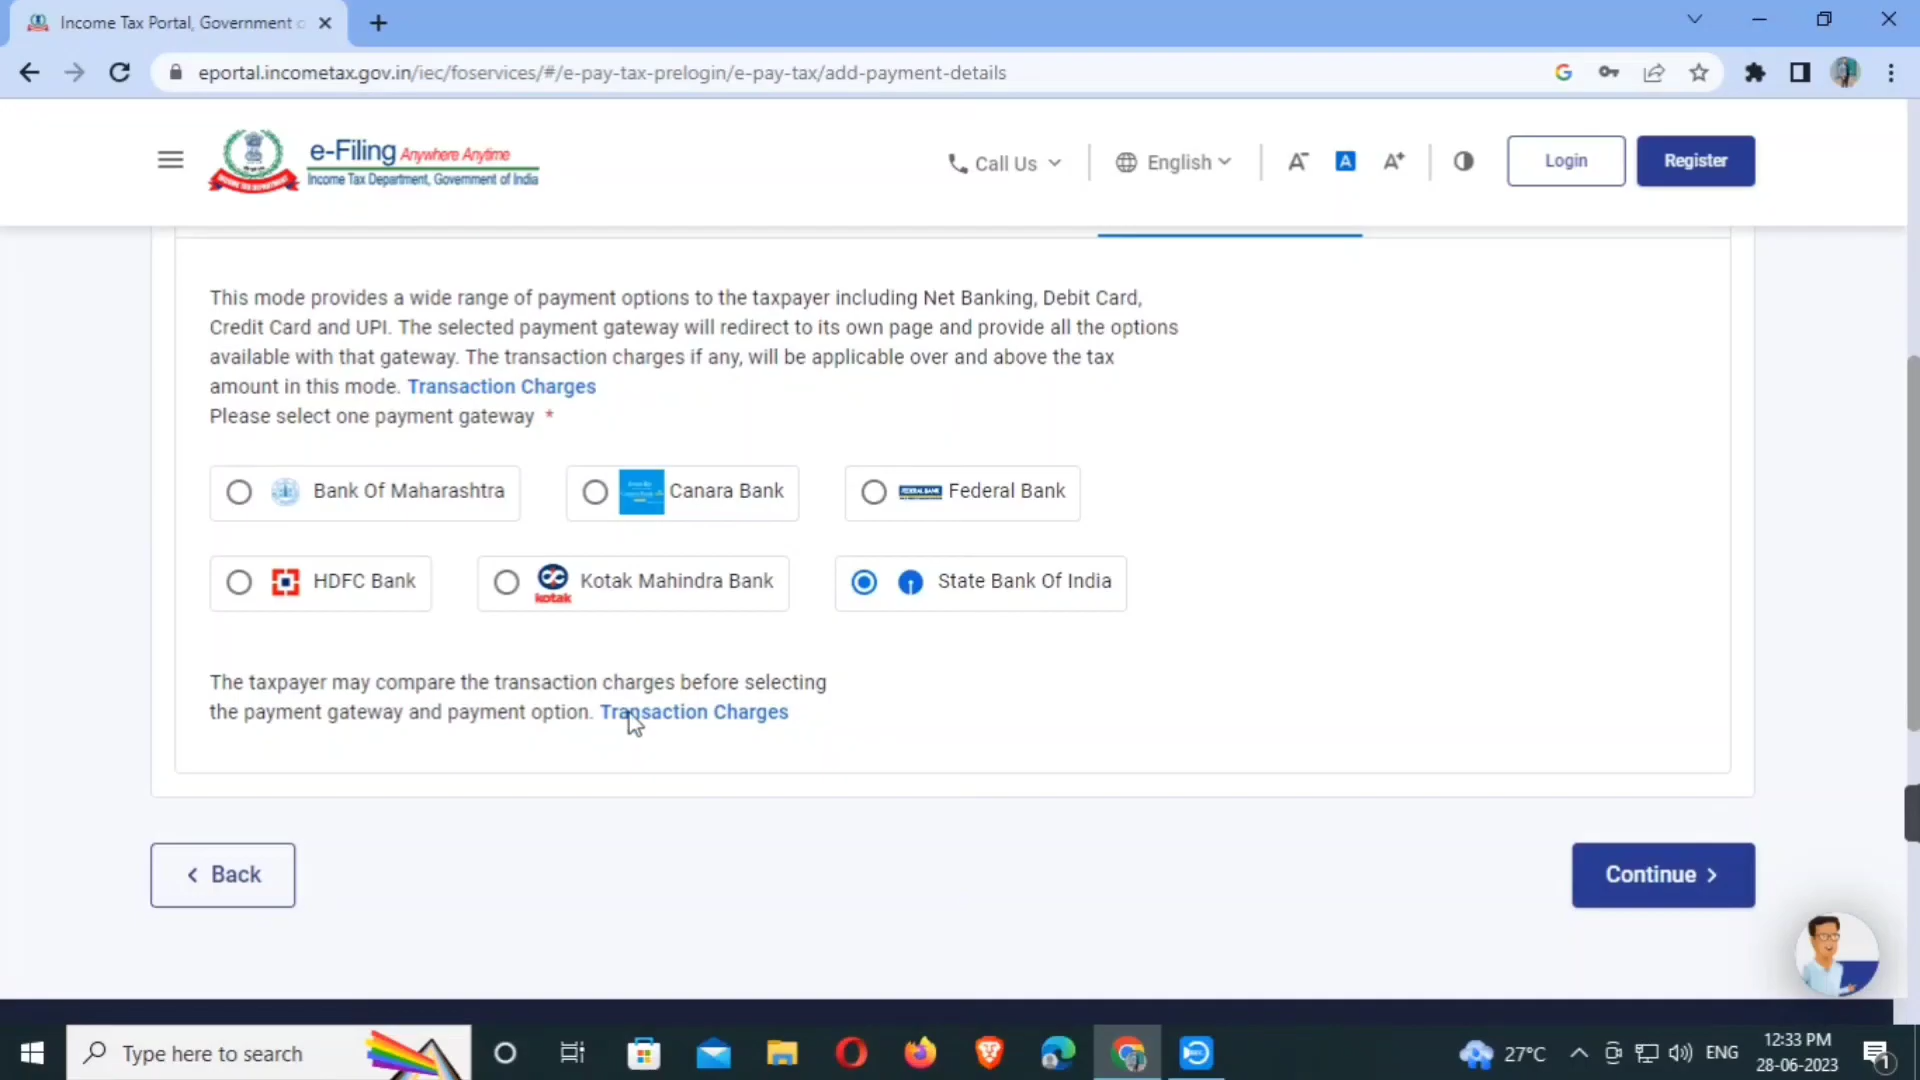 Income Tax Portal, Government o
eportal.incometax.gov.in/iec/foservices/#/e-pay-tax-prelogin/e-pay-tax/add-payment-details
e-Filing Anywhere Anytime
Income Tax Department, Government of India
Call Us
English
A-
A
A+
Login
Register
This mode provides a wide range of payment options to the taxpayer including Net Banking, Debit Card,
Credit Card and UPI. The selected payment gateway will redirect to its own page and provide all the options
available with that gateway. The transaction charges if any, will be applicable over and above the tax
amount in this mode. Transaction Charges
Please select one payment gateway *
Bank Of Maharashtra
Canara Bank
FEDERAL BANK Federal Bank
HDFC Bank
kotak Kotak Mahindra Bank
State Bank Of India
The taxpayer may compare the transaction charges before selecting
the payment gateway and payment option. Transaction Charges
< Back
Continue >
Type here to search
27°C
ENG
12:33 PM
28-06-2023
1